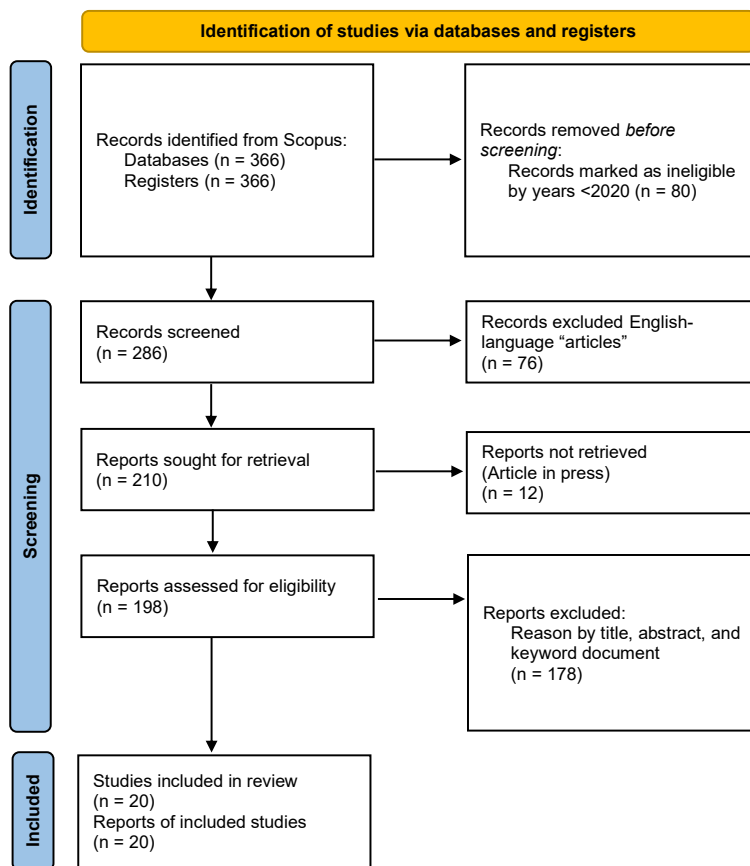 Identification of studies via databases and registers
Identification
Records identified from Scopus:
Databases (n = 366)
Registers (n = 366)
Records removed before
screening:
Records marked as ineligible
by years <2020 (n = 80)
Screening
Records screened
(n = 286)
Records excluded English-
language “articles”
(n = 76)
Reports sought for retrieval
(n = 210)
Reports not retrieved
(Article in press)
(n = 12)
Reports assessed for eligibility
(n = 198)
Reports excluded:
Reason by title, abstract, and
keyword document
(n = 178)
Included
Studies included in review
(n = 20)
Reports of included studies
(n = 20)